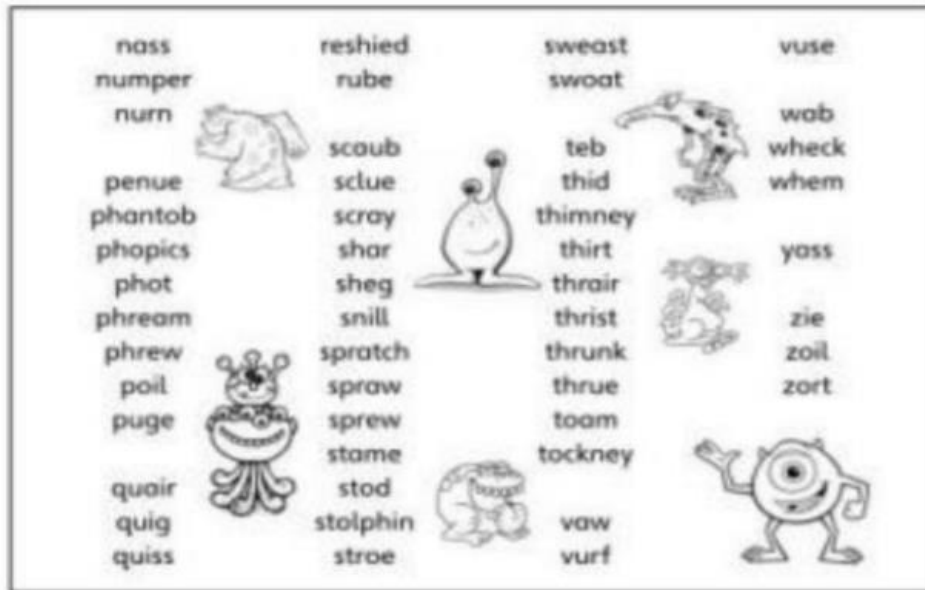 nass
numper
nurn
penue
phantob
phopics
phot
phream
phrew
poil
puge
quair
quig
quiss
reshied
rube
scaub
sclue
scray
shar
sheg
snill
spratch
spraw
sprew
stame
stod
stolphin
stroe
sweast
swoat
teb
thid
thimney
thirt
thrair
thrist
thrunk
thrue
toam
tockney
vaw
vurf
vuse
wab
wheck
whem
yass
zie
zoil
zort